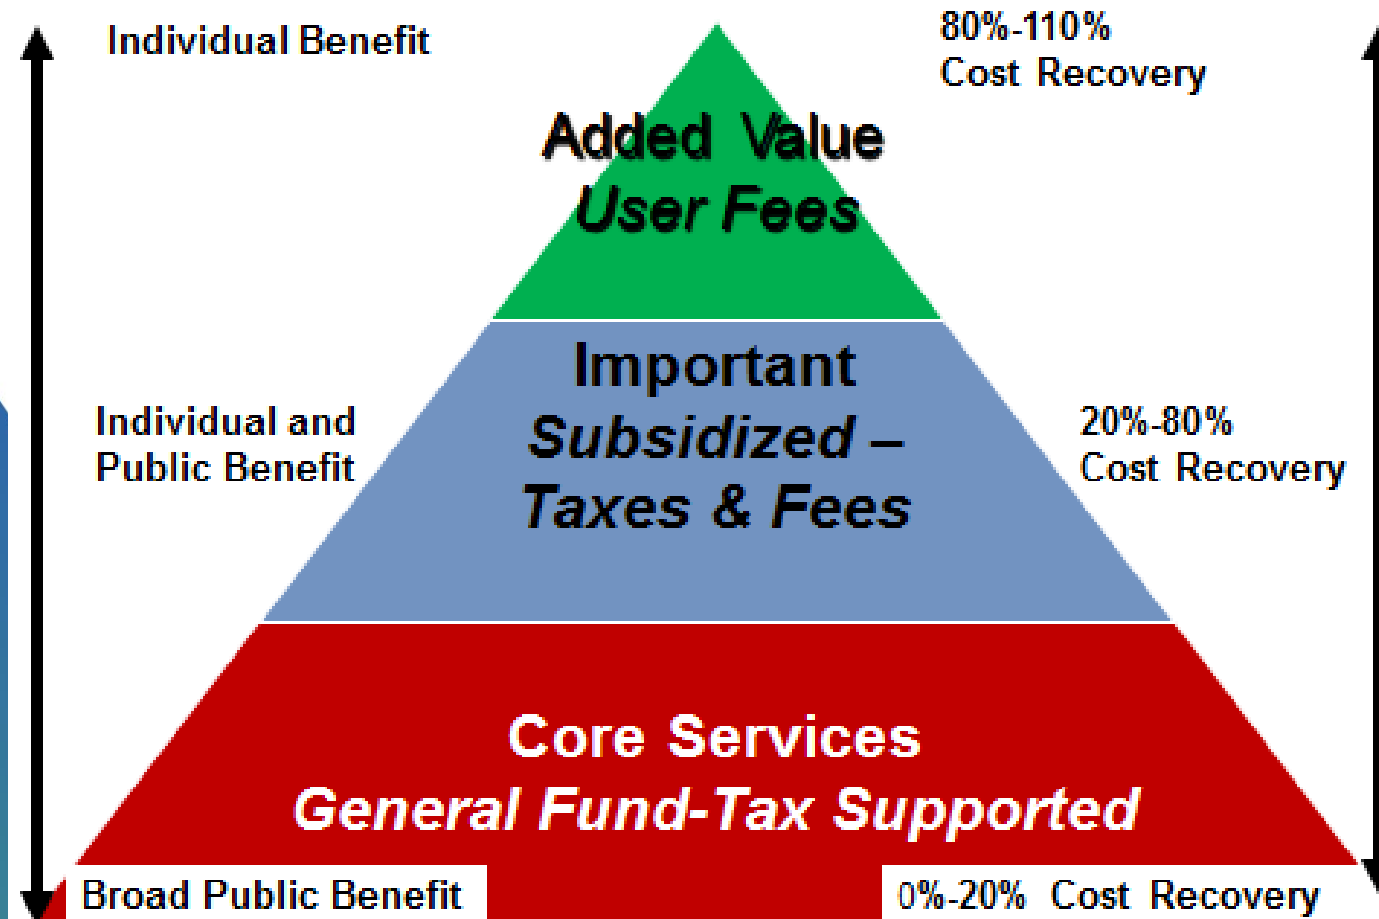 Individual Benefit
80%-110%
Cost Recovery
Added Value
User Fees
Important
Subsidized –
Taxes & Fees
Individual and
Public Benefit
20%-80%
Cost Recovery
Core Services
General Fund-Tax Supported
Broad Public Benefit
0%-20% Cost Recovery